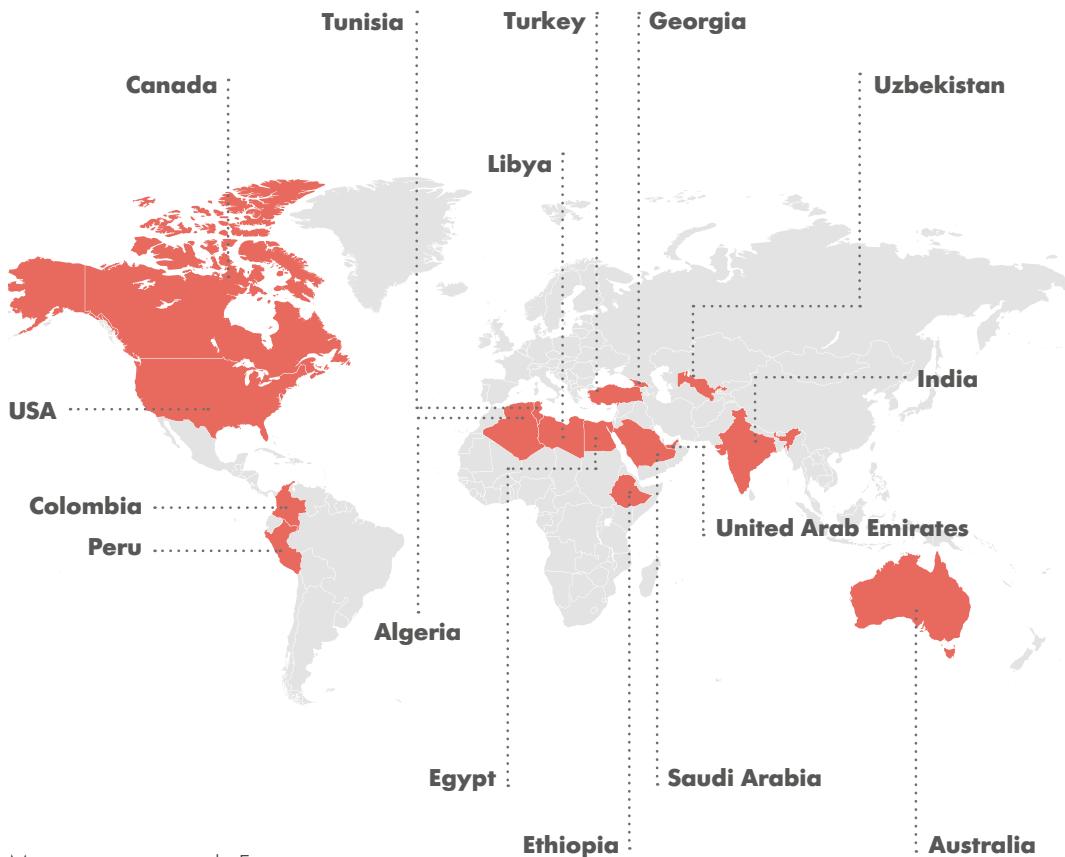 Tunisia
Turkey
Georgia
Canada
Uzbekistan
Libya
India
USA
Colombia
United Arab Emirates
Peru
Algeria
Egypt
Saudi Arabia
Ethiopia
Australia